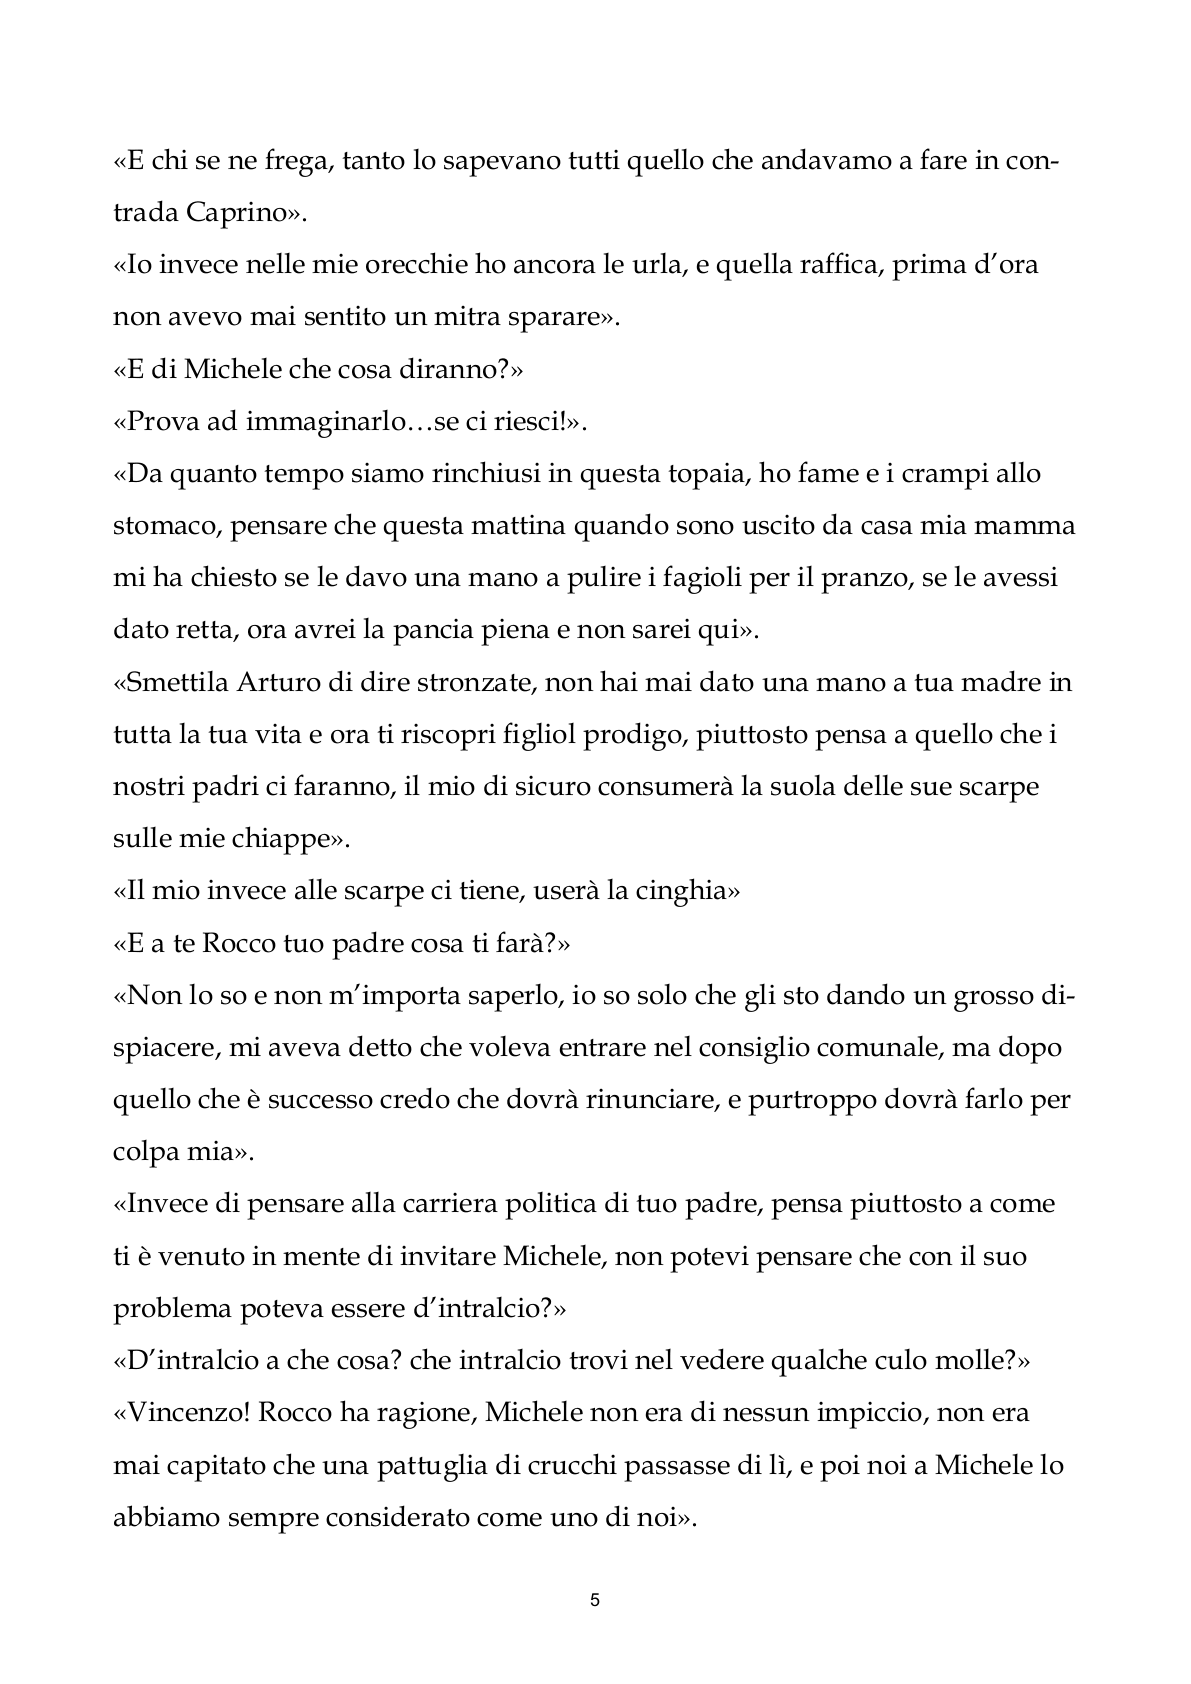 «E chi se ne frega, tanto lo sapevano tutti quello che andavamo a fare in con-
trada Caprino».
«Io invece nelle mie orecchie ho ancora le urla, e quella raffica, prima d’ora
non avevo mai sentito un mitra sparare».
«E di Michele che cosa diranno?»
«Prova ad immaginarlo…se ci riesci!».
«Da quanto tempo siamo rinchiusi in questa topaia, ho fame e i crampi allo
stomaco, pensare che questa mattina quando sono uscito da casa mia mamma
mi ha chiesto se le davo una mano a pulire i fagioli per il pranzo, se le avessi
dato retta, ora avrei la pancia piena e non sarei qui».
«Smettila Arturo di dire stronzate, non hai mai dato una mano a tua madre in
tutta la tua vita e ora ti riscopri figliol prodigo, piuttosto pensa a quello che i
nostri padri ci faranno, il mio di sicuro consumerà la suola delle sue scarpe
sulle mie chiappe».
«Il mio invece alle scarpe ci tiene, userà la cinghia»
«E a te Rocco tuo padre cosa ti farà?»
«Non lo so e non m’importa saperlo, io so solo che gli sto dando un grosso di-
spiacere, mi aveva detto che voleva entrare nel consiglio comunale, ma dopo
quello che è successo credo che dovrà rinunciare, e purtroppo dovrà farlo per
colpa mia».
«Invece di pensare alla carriera politica di tuo padre, pensa piuttosto a come
ti è venuto in mente di invitare Michele, non potevi pensare che con il suo
problema poteva essere d’intralcio?»
«D’intralcio a che cosa? che intralcio trovi nel vedere qualche culo molle?»
«Vincenzo! Rocco ha ragione, Michele non era di nessun impiccio, non era
mai capitato che una pattuglia di crucchi passasse di lì, e poi noi a Michele lo
abbiamo sempre considerato come uno di noi».
5